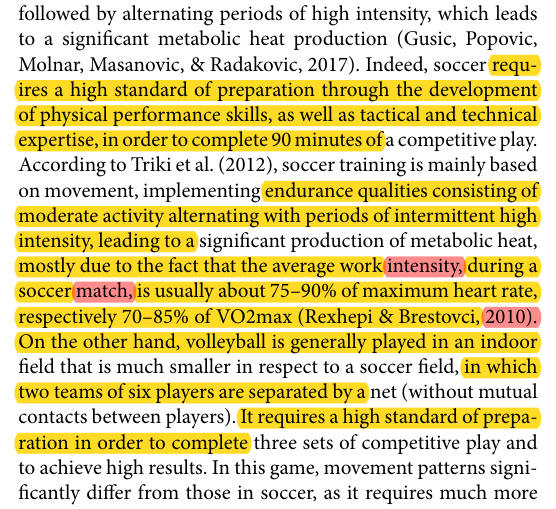 followed by alternating periods of high intensity, which leads
to a significant metabolic heat production (Gusic, Popovic,
Molnar, Masanovic, & Radakovic, 2017). Indeed, soccer requ-
ires a high standard of preparation through the development
of physical performance skills, as well as tactical and technical
expertise, in order to complete 90 minutes of a competitive play.
According to Triki et al. (2012), soccer training is mainly based
on movement, implementing endurance qualities consisting of
moderate activity alternating with periods of intermittent high
intensity, leading to a significant production of metabolic heat,
mostly due to the fact that the average work intensity, during a
soccer match, is usually about 75–90% of maximum heart rate,
respectively 70–85% of VO2max (Rexhepi & Brestovci, 2010).
On the other hand, volleyball is generally played in an indoor
field that is much smaller in respect to a soccer field, in which
two teams of six players are separated by a net (without mutual
contacts between players). It requires a high standard of prepa-
ration in order to complete three sets of competitive play and
to achieve high results. In this game, movement patterns signi-
ficantly differ from those in soccer, as it requires much more